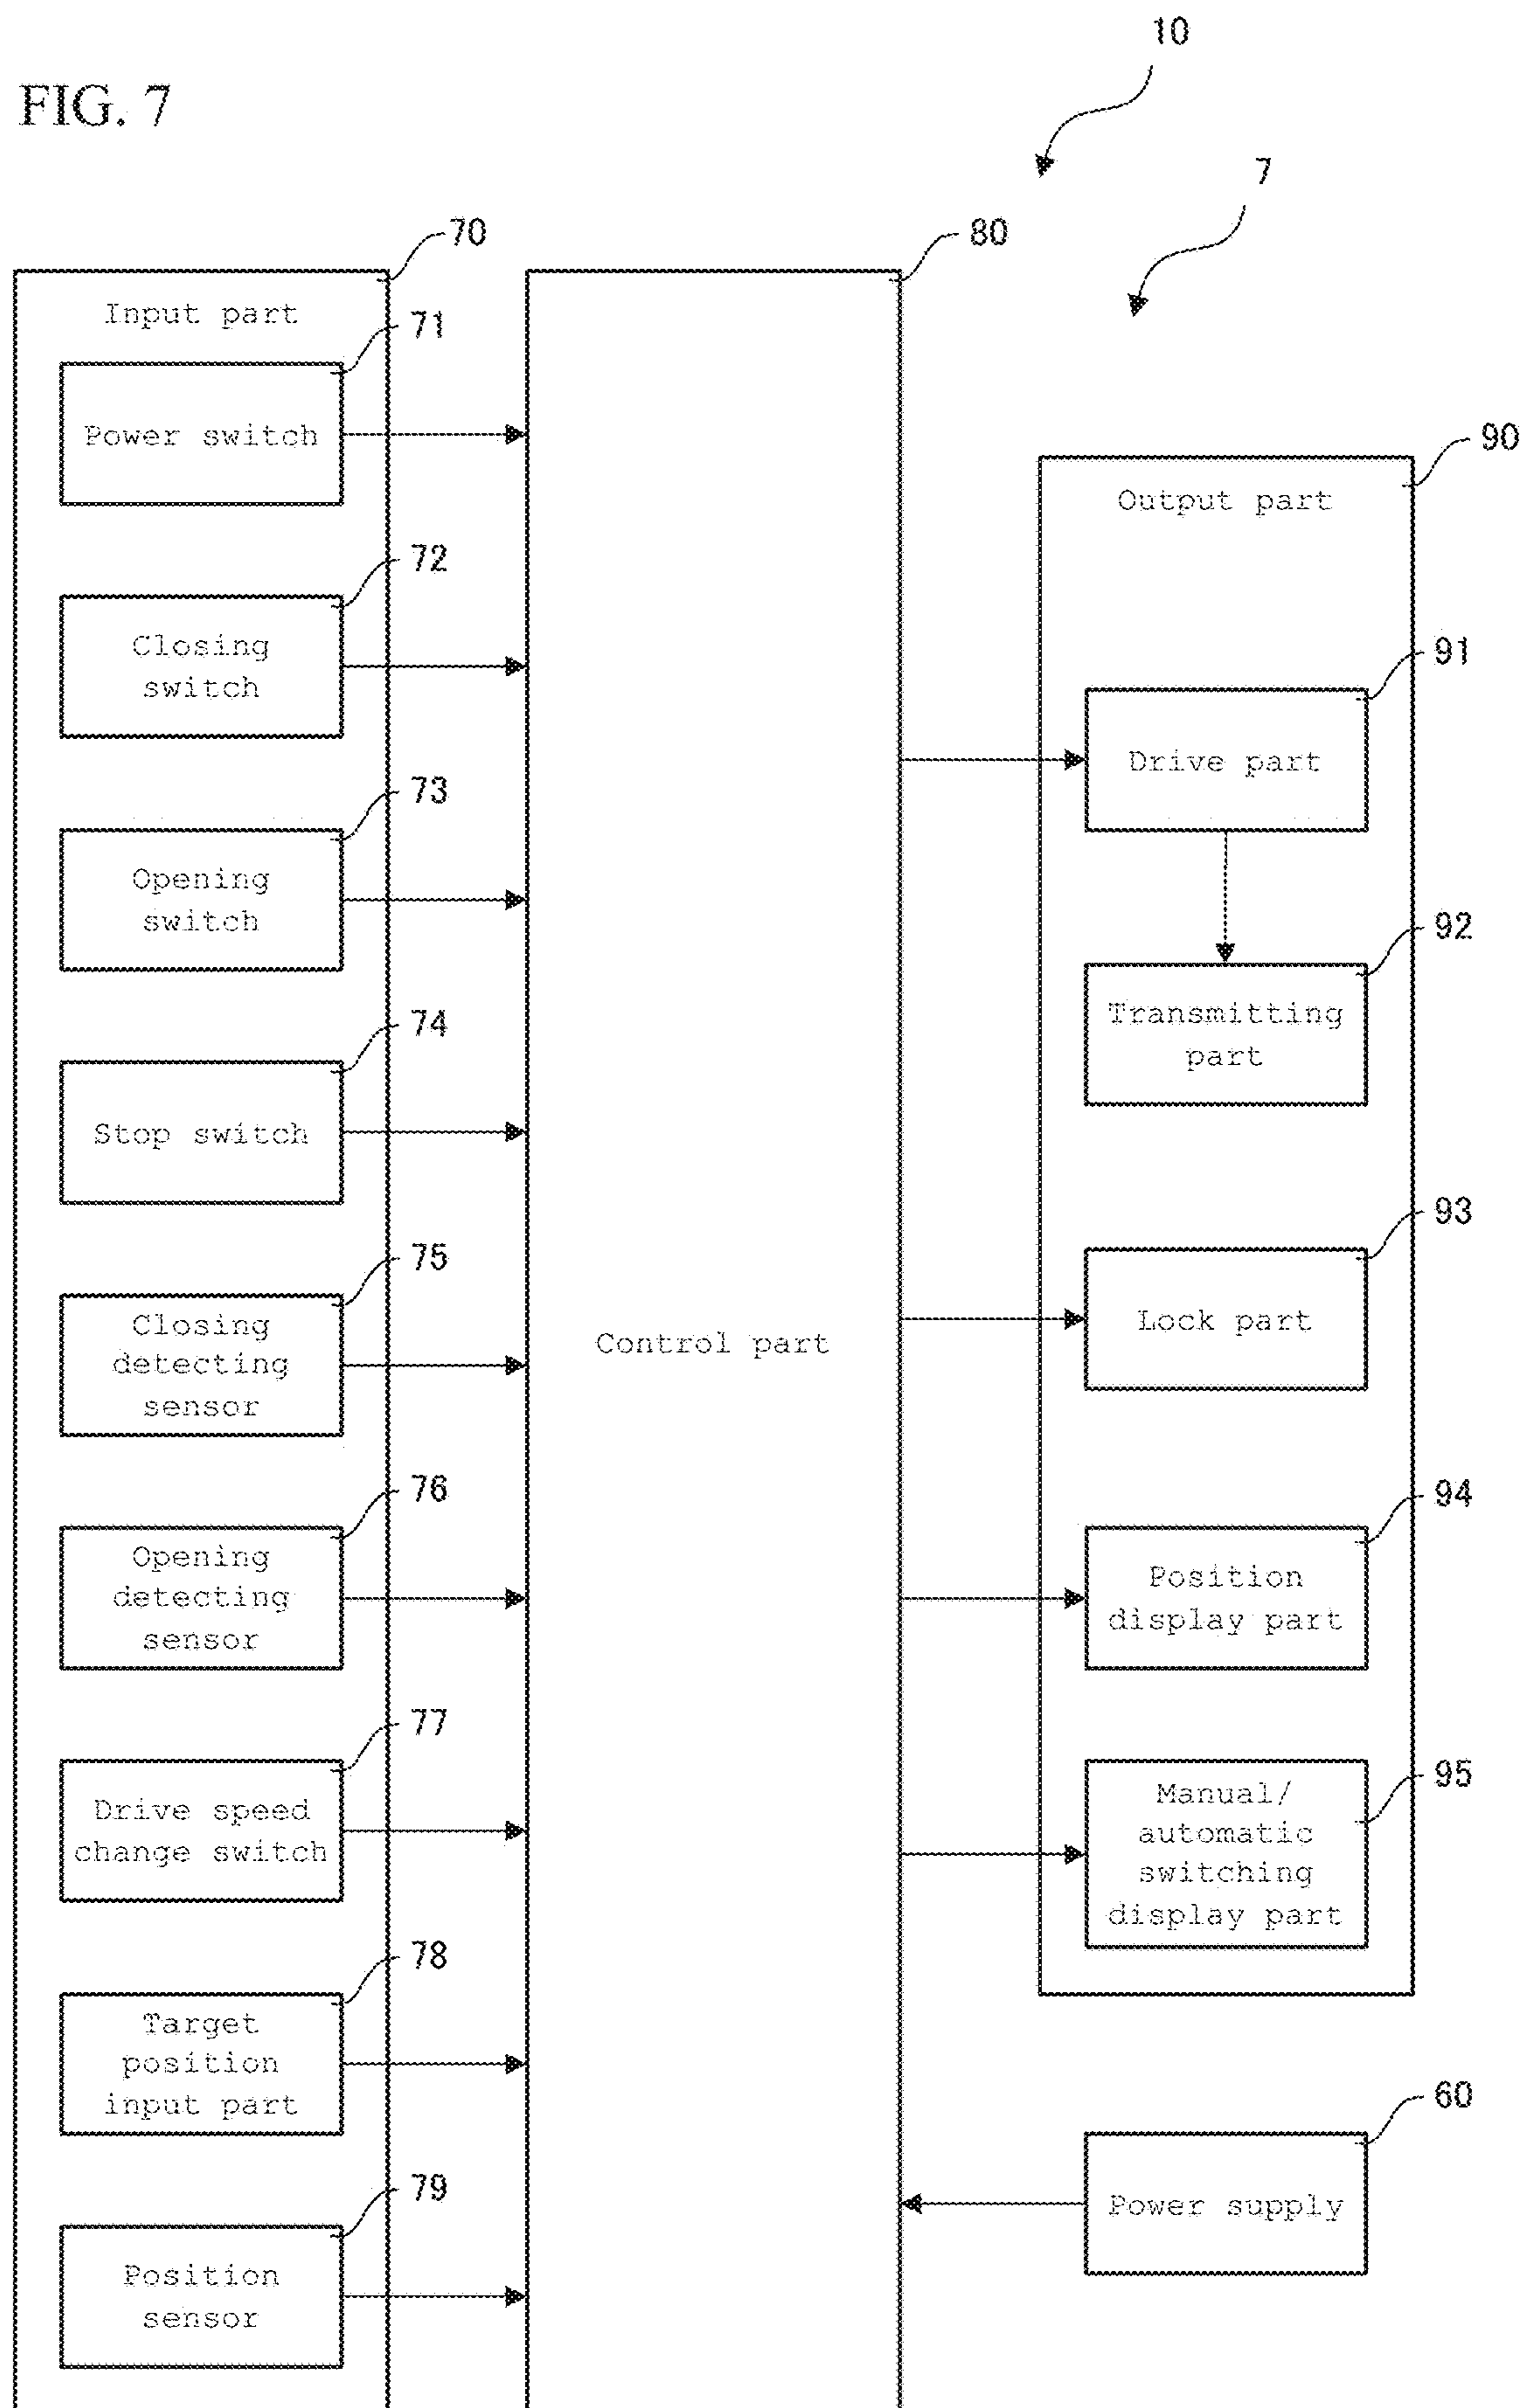 10
FIG. 7
7
70
80
Input part
71
Power switch
90
Output part
72
Closing
switch
91
Drive part
73
Opening
switch
92
Transmitting
part
74
Stop switch
93
Lock part
75
Closing
detecting
sensor
Control part
76
Opening
detecting
sensor
94
Position
display part
77
Drive speed
change switch
95
Manual/
automatic
switching
display part
78
Target
position
input part
60
Power supply
79
Position
sensor